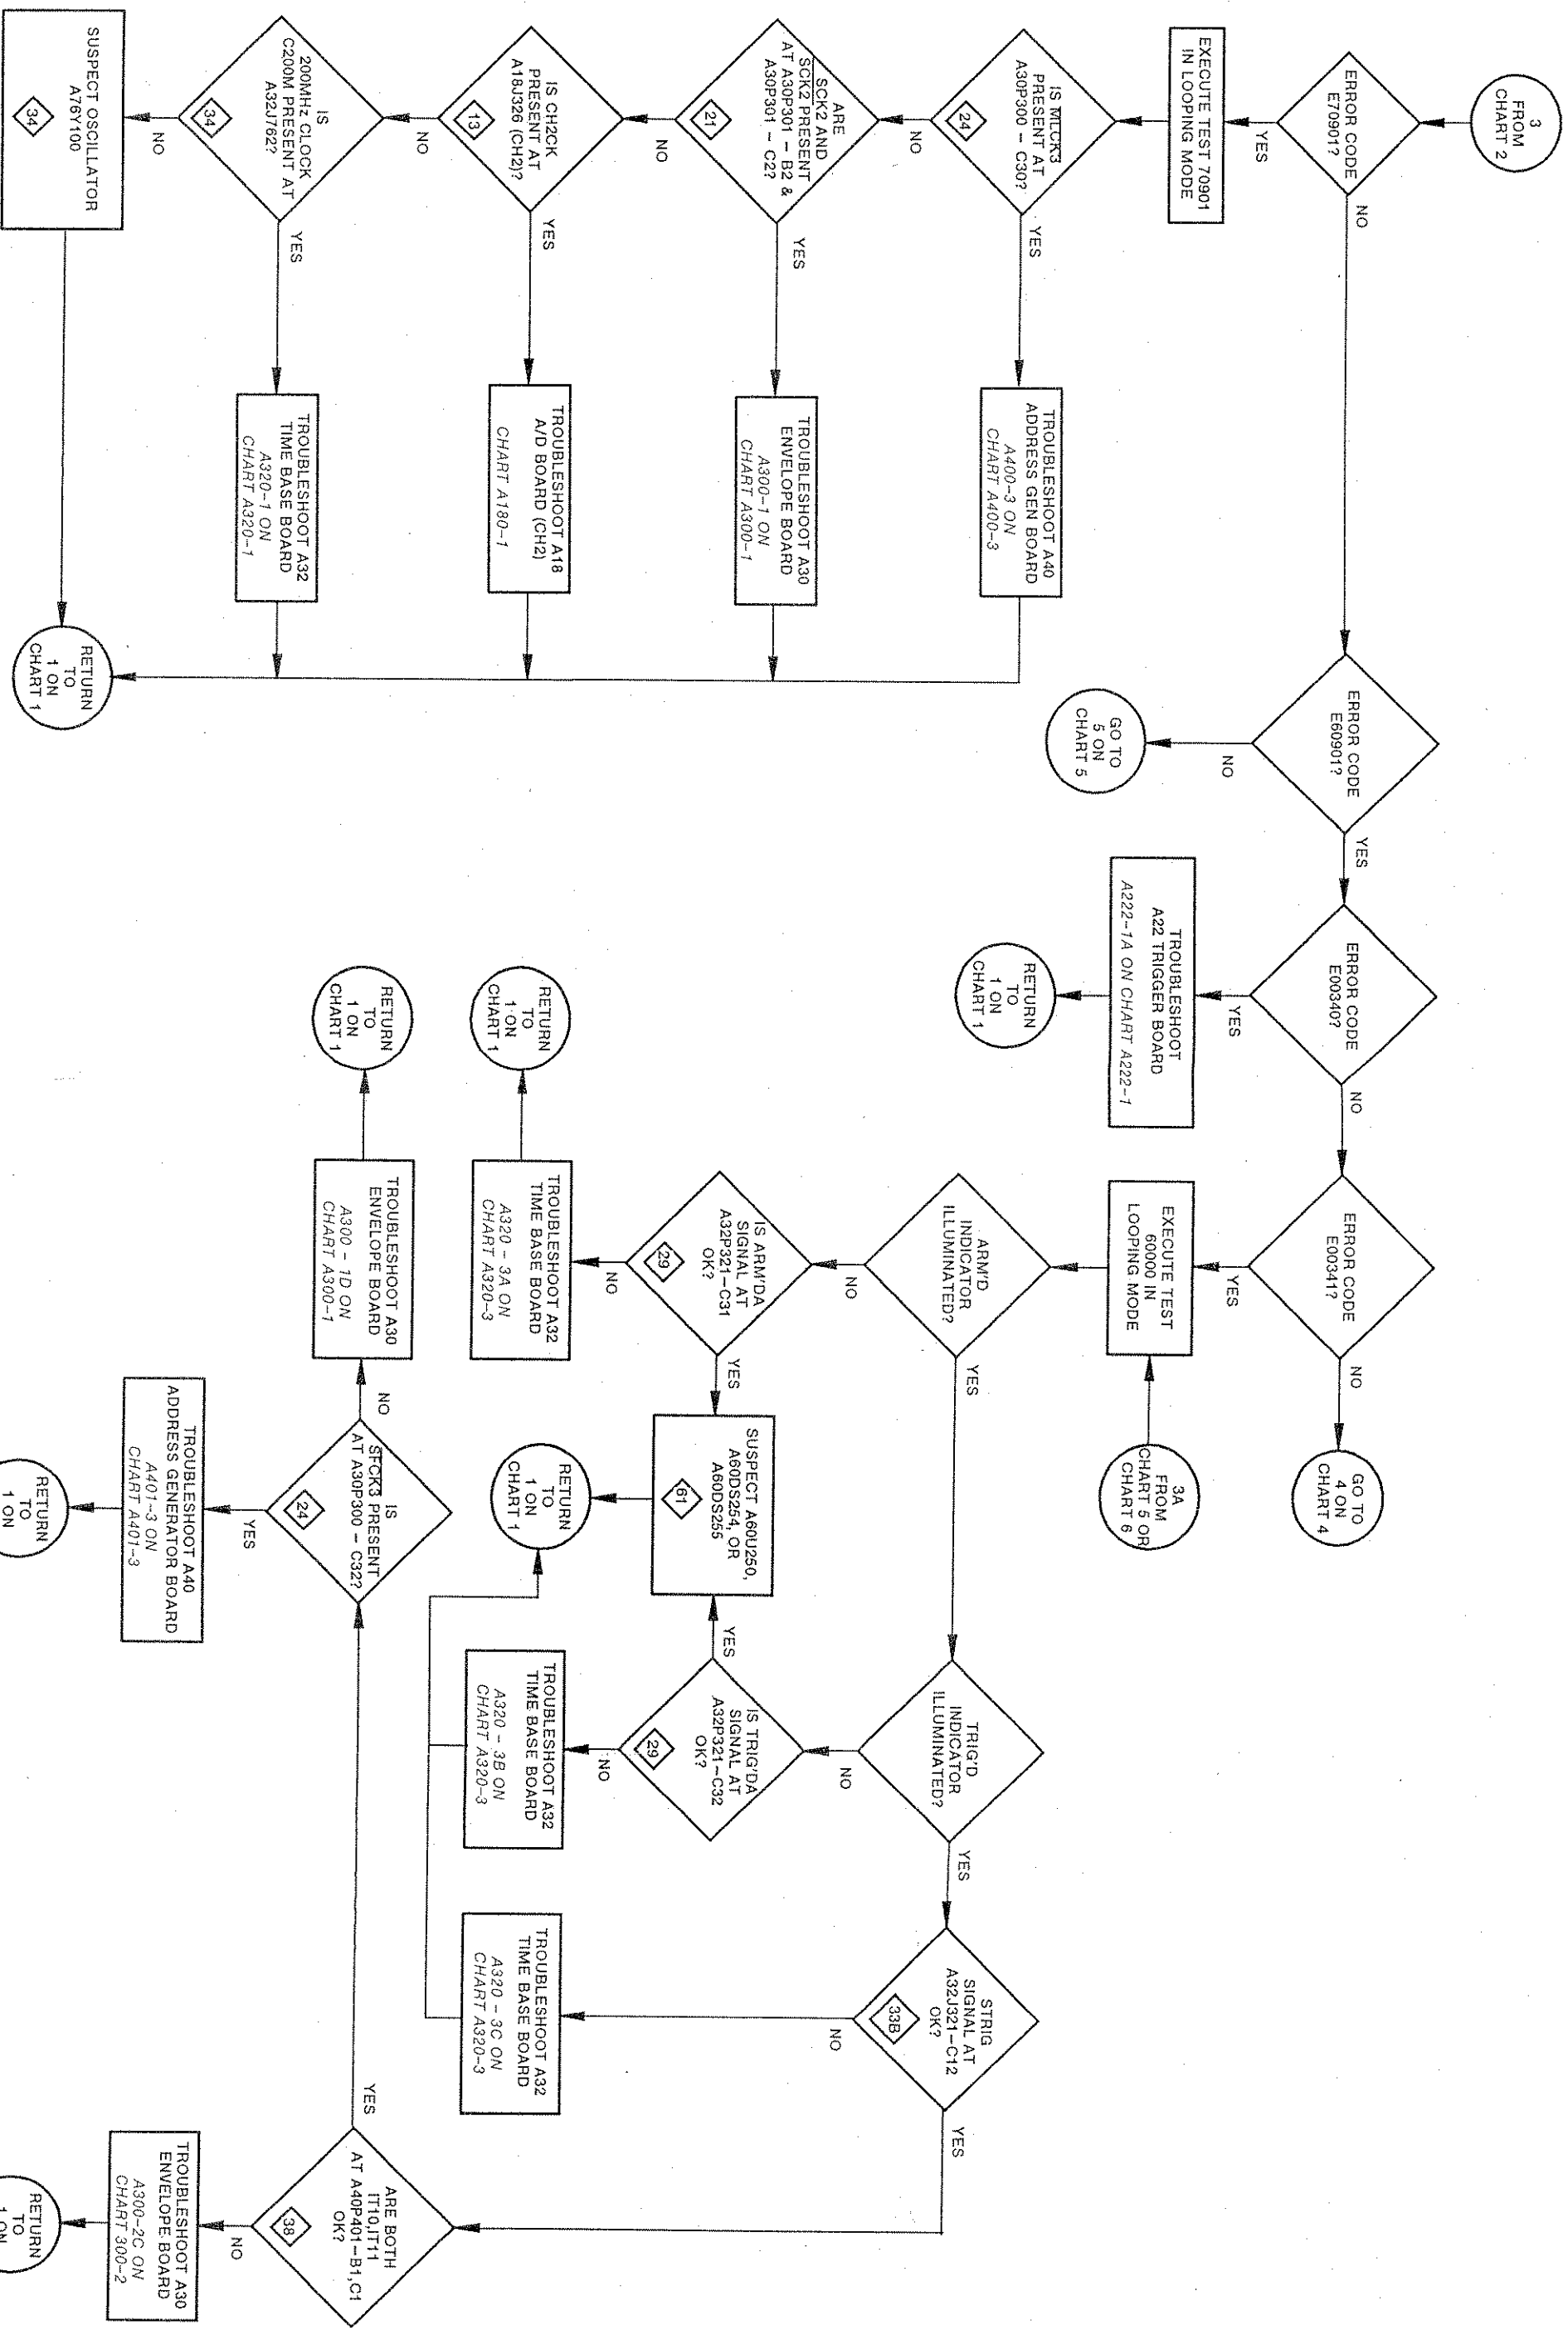 3
FROM
CHART 2
ERROR CODE
E70901?
YES
NO
EXECUTE TEST 70901
IN LOOPING MODE
IS MLCK3
PRESENT AT
A30P300 - C30?
24
YES
NO
TROUBLESHOOT A40
ADDRESS GEN BOARD
A400-3 ON
CHART A400-3
ARE
SCK2 AND
SCK2 PRESENT
AT A30P301 - B2 &
A30P301 - C2?
21
YES
NO
TROUBLESHOOT A30
ENVELOPE BOARD
A300-1 ON
CHART A300-1
IS CH2CK
PRESENT AT
A18J326 (CH2)?
13
YES
NO
TROUBLESHOOT A18
A/D BOARD (CH2)
CHART A180-1
IS
200MHz CLOCK
C200M PRESENT AT
A32J762?
34
YES
NO
TROUBLESHOOT A32
TIME BASE BOARD
A320-1 ON
CHART A320-1
SUSPECT OSCILLATOR
A76Y100
34
RETURN
TO
1 ON
CHART 1
ERROR CODE
E60901?
NO
YES
GO TO
5 ON
CHART 5
ERROR CODE
E00340?
YES
NO
TROUBLESHOOT
A22 TRIGGER BOARD
A222-1A ON CHART A222-1
RETURN
TO
1 ON
CHART 1
ERROR CODE
E00341?
YES
NO
GO TO
4 ON
CHART 4
EXECUTE TEST
60000 IN
LOOPING MODE
3A
FROM
CHART 5 OR
CHART 6
ARM'D
INDICATOR
ILLUMINATED?
YES
NO
IS ARM'DA
SIGNAL AT
A32P321-C31
OK?
29
YES
NO
TROUBLESHOOT A32
TIME BASE BOARD
A320 - 3A ON
CHART A320-3
RETURN
TO
1 ON
CHART 1
SUSPECT A60U250,
A60DS254, OR
A60DS255
61
RETURN
TO
1 ON
CHART 1
TRIG'D
INDICATOR
ILLUMINATED?
YES
NO
IS TRIG'DA
SIGNAL AT
A32P321-C32
OK?
29
YES
NO
TROUBLESHOOT A32
TIME BASE BOARD
A320 - 3B ON
CHART A320-3
STRIG
SIGNAL AT
A32J321-C12
OK?
33B
YES
NO
TROUBLESHOOT A32
TIME BASE BOARD
A320 - 3C ON
CHART A320-3
ARE BOTH
IT10,IT11
AT A40P401-B1,C1
OK?
38
YES
NO
TROUBLESHOOT A30
ENVELOPE BOARD
A300-2C ON
CHART 300-2
RETURN
TO
1 ON
IS
SFCK3 PRESENT
AT A30P300 - C32?
24
NO
YES
TROUBLESHOOT A30
ENVELOPE BOARD
A300 - 1D ON
CHART A300-1
RETURN
TO
1 ON
CHART 1
TROUBLESHOOT A40
ADDRESS GENERATOR BOARD
A401-3 ON
CHART A401-3
RETURN
TO
1 ON